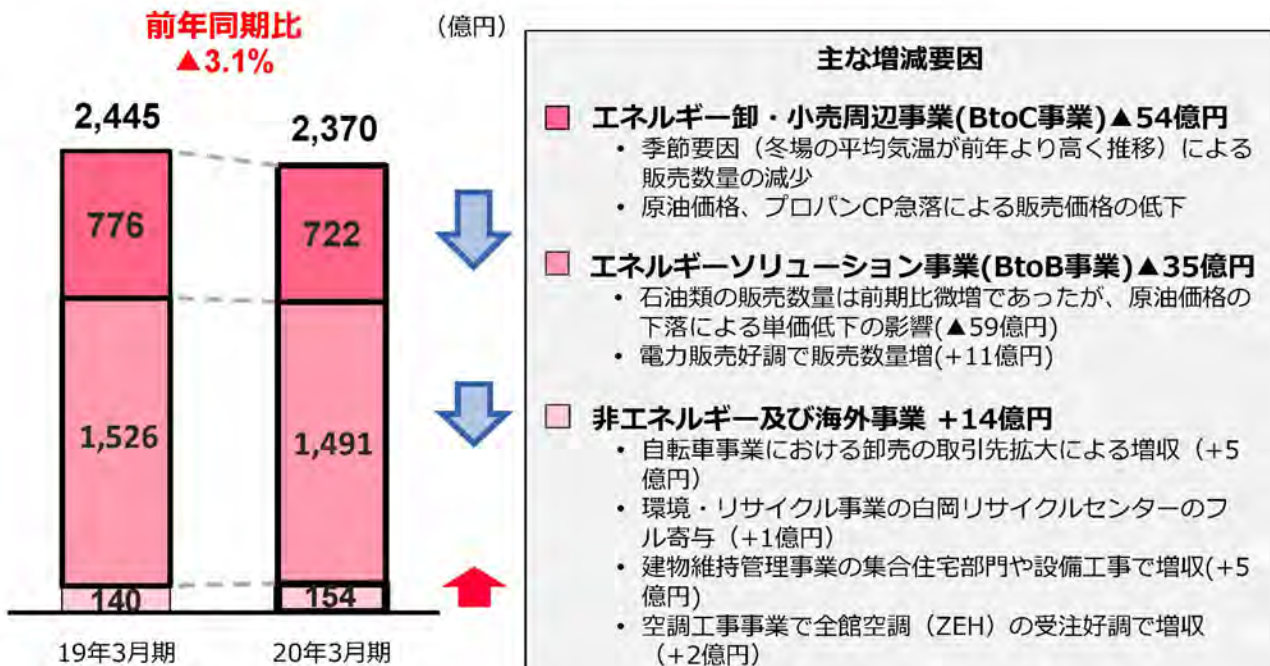 前年同期比
▲3.1%
(億円)
2,445
2,370
776
722
1,526
1,491
140
154
19年3月期
20年3月期
主な増減要因
エネルギー卸・小売周辺事業(BtoC事業)▲54億円
• 季節要因（冬場の平均気温が前年より高く推移）による
販売数量の減少
• 原油価格、プロパンCP急落による販売価格の低下
エネルギーソリューション事業(BtoB事業)▲35億円
• 石油類の販売数量は前期比微増であったが、原油価格の
下落による単価低下の影響(▲59億円)
• 電力販売好調で販売数量増(+11億円)
非エネルギー及び海外事業 +14億円
• 自転車事業における卸売の取引先拡大による増収（+5
億円）
• 環境・リサイクル事業の白岡リサイクルセンターのフ
ル寄与（+1億円）
• 建物維持管理事業の集合住宅部門や設備工事で増収(+5
億円）
• 空調工事事業で全館空調（ZEH）の受注好調で増収
（+2億円）